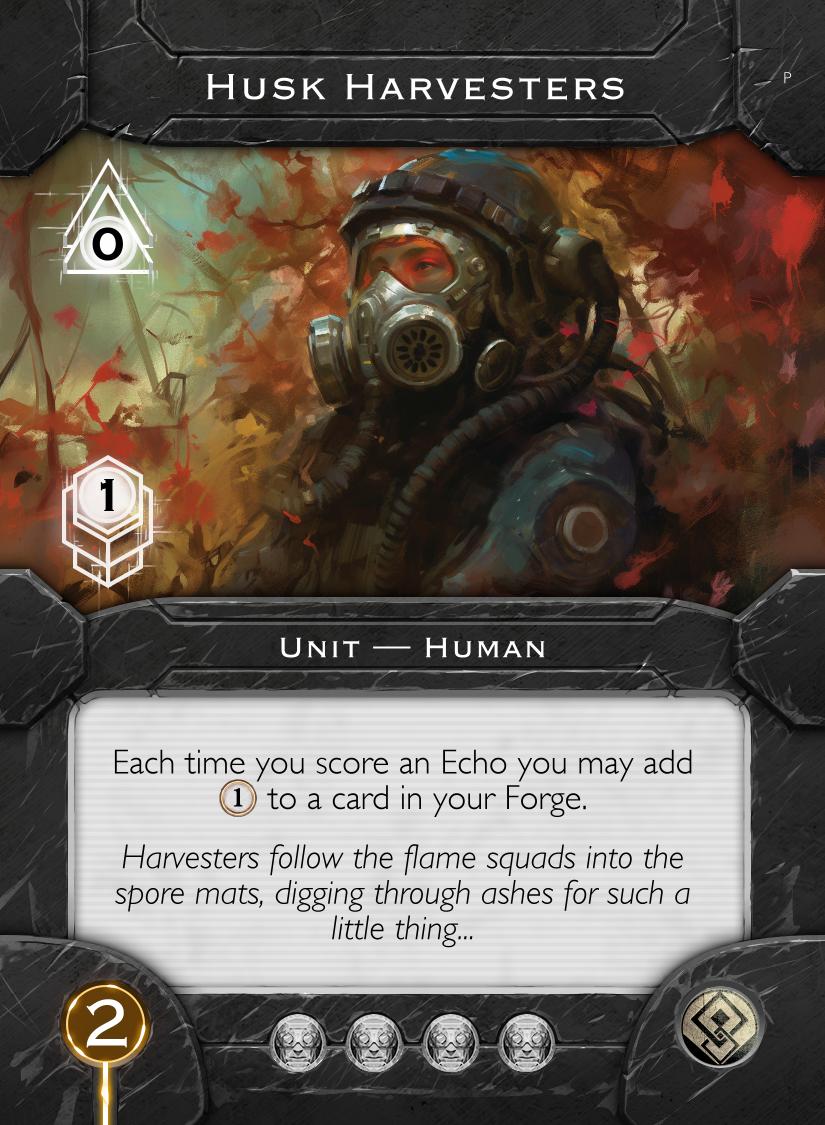 Husk Harvesters
P
0
1
Unit — Human
Each time you score an Echo you may add
1 to a card in your Forge.
Harvesters follow the flame squads into the
spore mats, digging through ashes for such a
little thing...
2